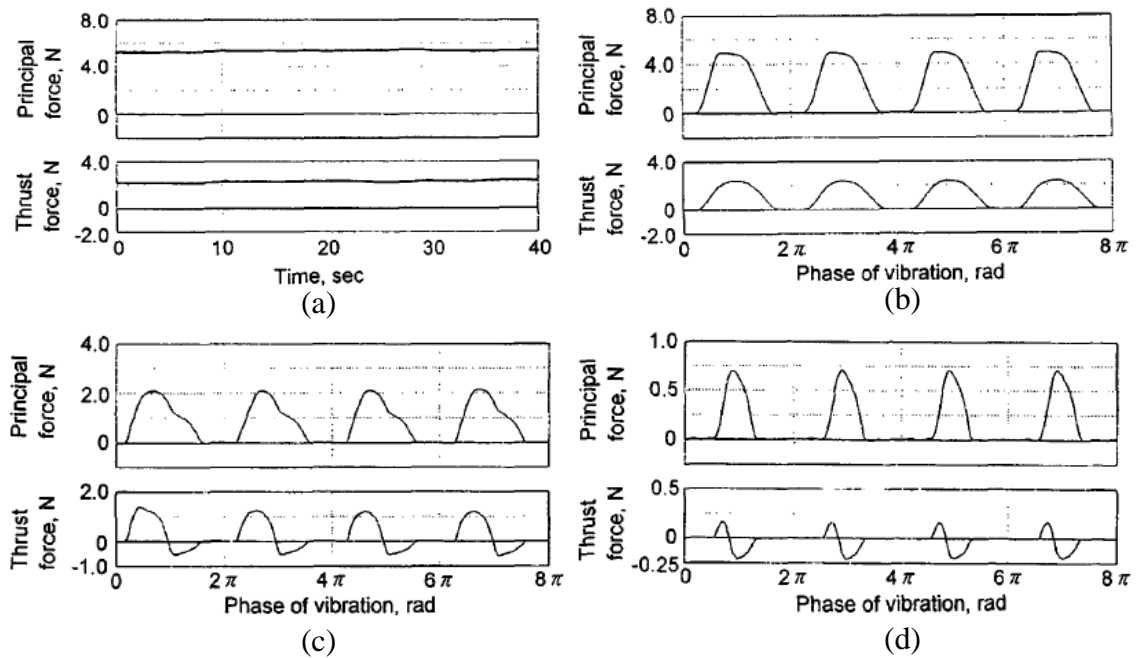 8.0
4.0
0
Principal force, N
4.0
0
-2.0
Thrust force, N
0
10
20
30
40
Time, sec
(a)
8.0
4.0
0
Principal force, N
4.0
0
-2.0
Thrust force, N
0
2π
4π
6π
8π
Phase of vibration, rad
(b)
4.0
2.0
0
Principal force, N
2.0
0
-1.0
Thrust force, N
0
2π
4π
6π
8π
Phase of vibration, rad
(c)
1.0
0.5
0
Principal force, N
0.5
0
-0.25
Thrust force, N
0
2π
4π
6π
8π
Phase of vibration, rad
(d)